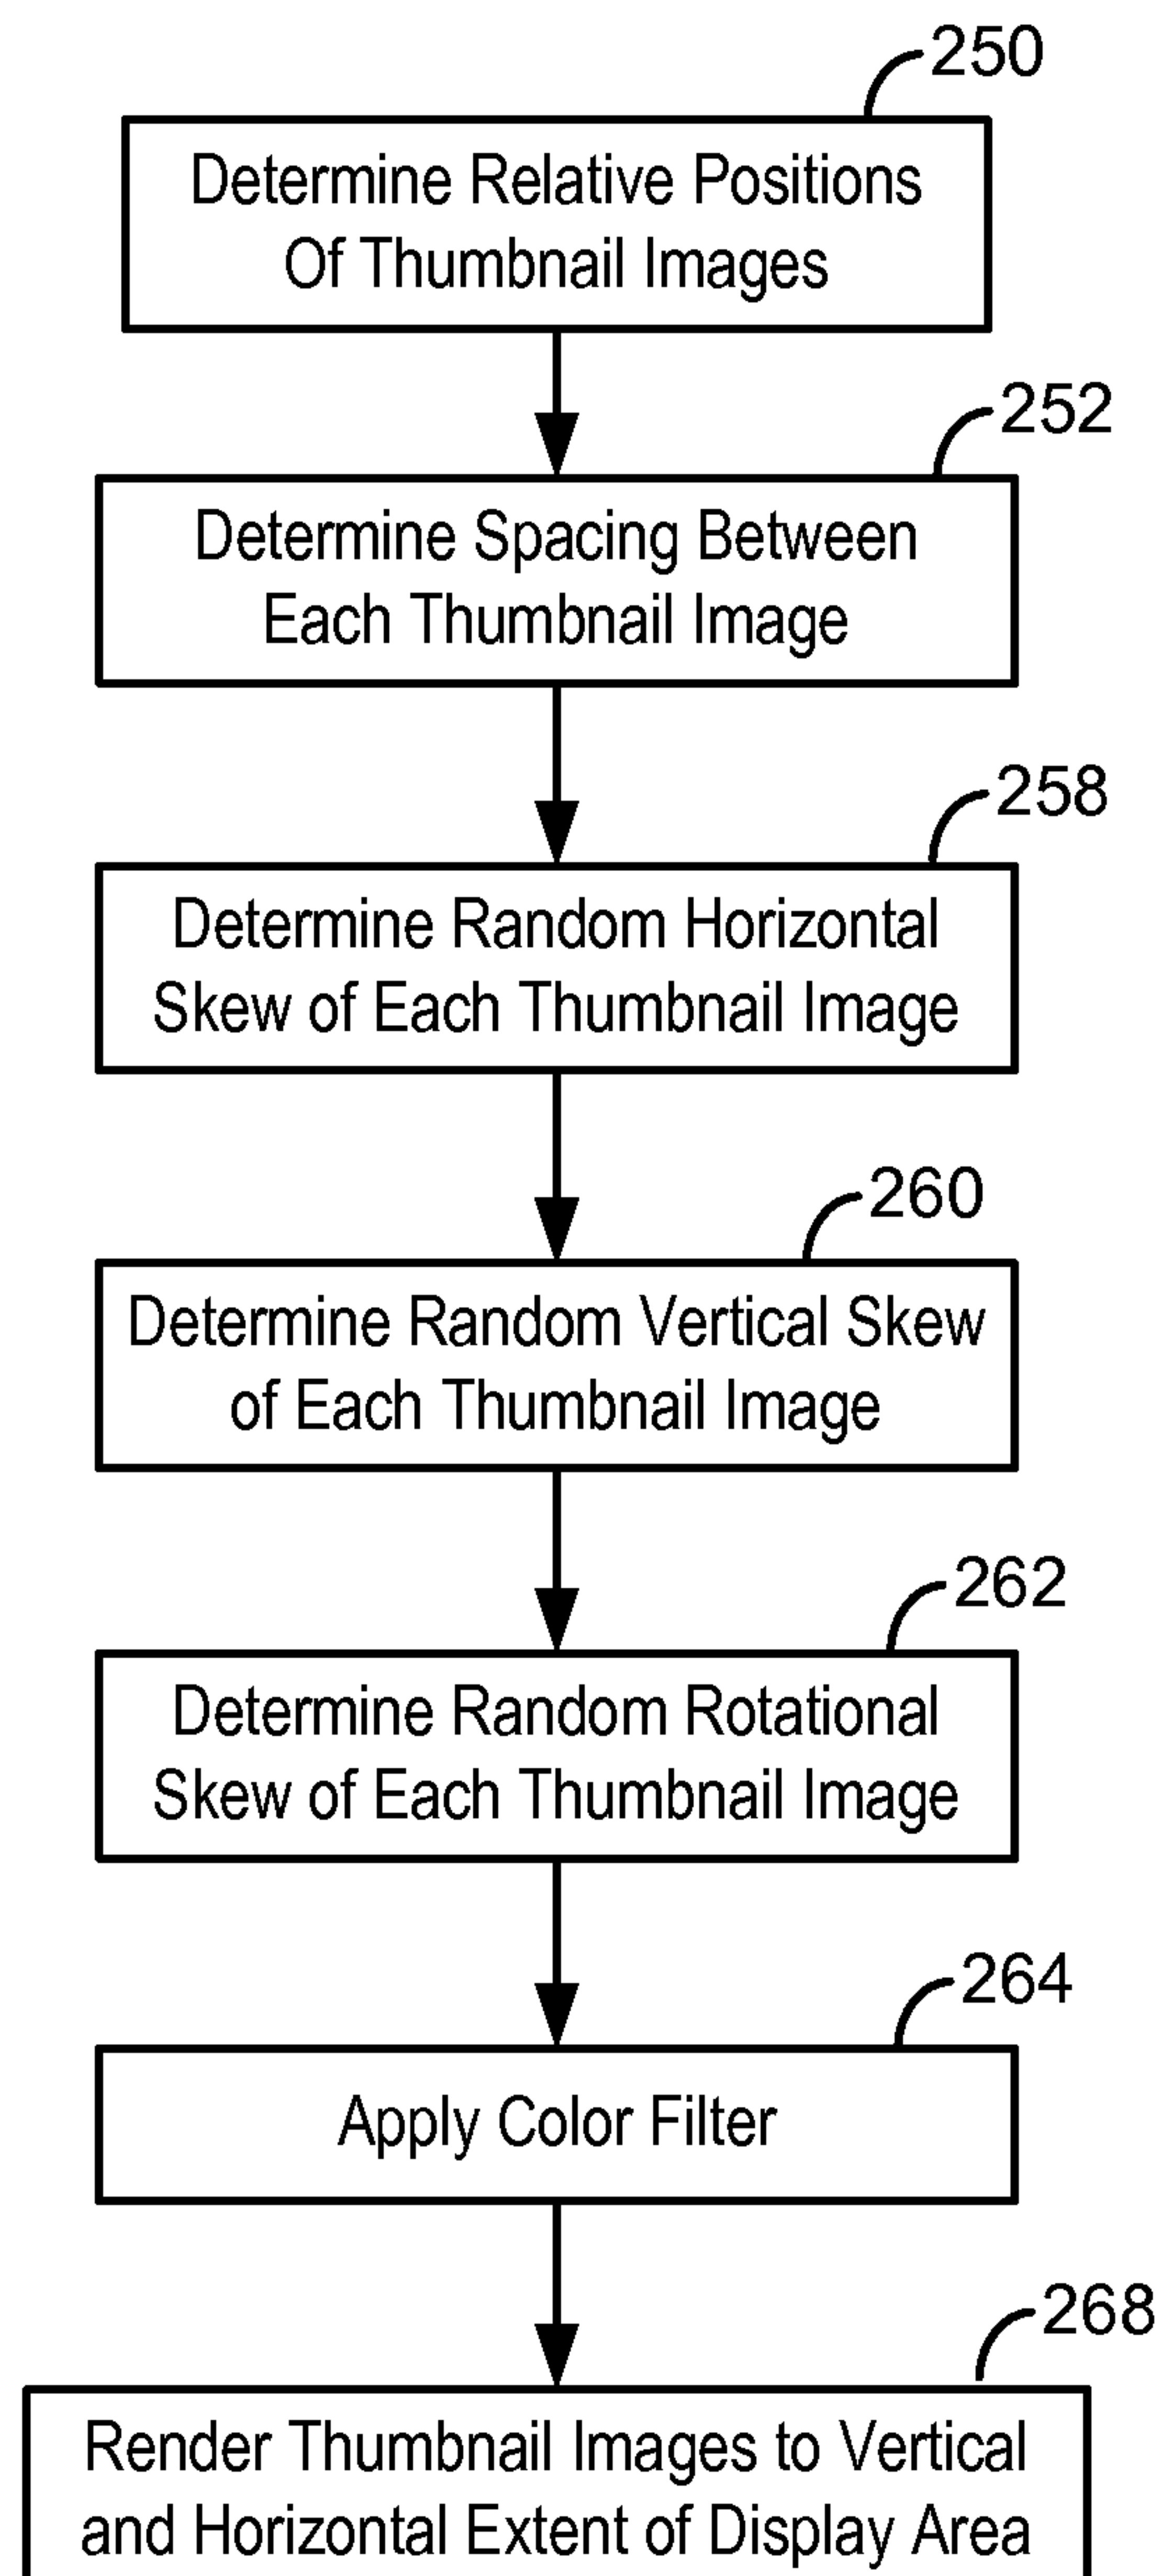 250
Determine Relative Positions
Of Thumbnail Images
252
Determine Spacing Between
Each Thumbnail Image
258
Determine Random Horizontal
Skew of Each Thumbnail Image
260
Determine Random Vertical Skew
of Each Thumbnail Image
262
Determine Random Rotational
Skew of Each Thumbnail Image
264
Apply Color Filter
268
Render Thumbnail Images to Vertical
and Horizontal Extent of Display Area